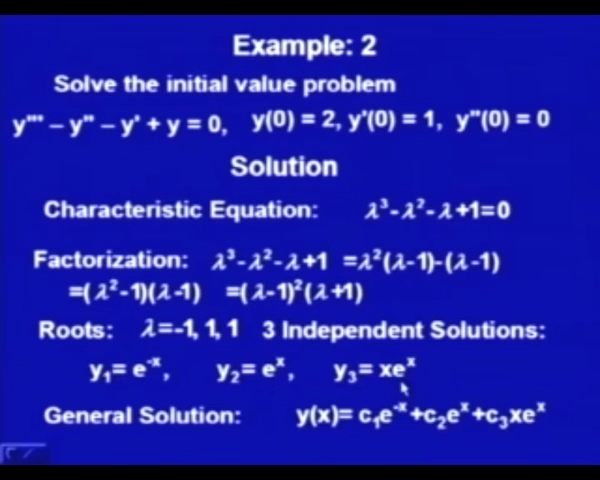 Example: 2
Solve the initial value problem
y''' – y'' – y' + y = 0, y(0) = 2, y'(0) = 1, y''(0) = 0
Solution
Characteristic Equation: λ³-λ²-λ+1=0
Factorization: λ³-λ²-λ+1 =λ²(λ-1)-(λ-1)
=(λ²-1)(λ-1) =(λ-1)²(λ+1)
Roots: λ=-1, 1, 1 3 Independent Solutions:
y₁= e⁻ˣ, y₂= eˣ, y₃= xeˣ
General Solution: y(x)= c₁e⁻ˣ+c₂eˣ+c₃xeˣ